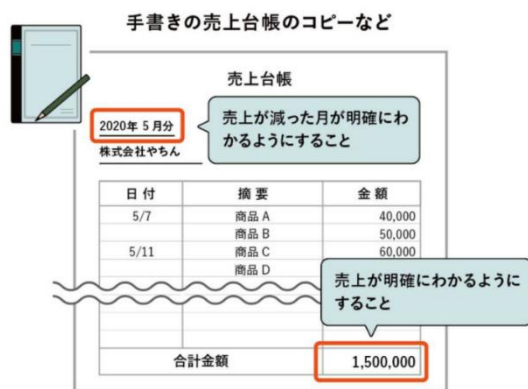 手書きの売上台帳のコピーなど
売上台帳
2020年 5月分
売上が減った月が明確にわ
かるようにすること
株式会社やちん
日付 摘要 金額
5/7 商品A 40,000
商品B 50,000
5/11 商品C 60,000
商品D
売上が明確にわかるように
すること
合計金額 1,500,000